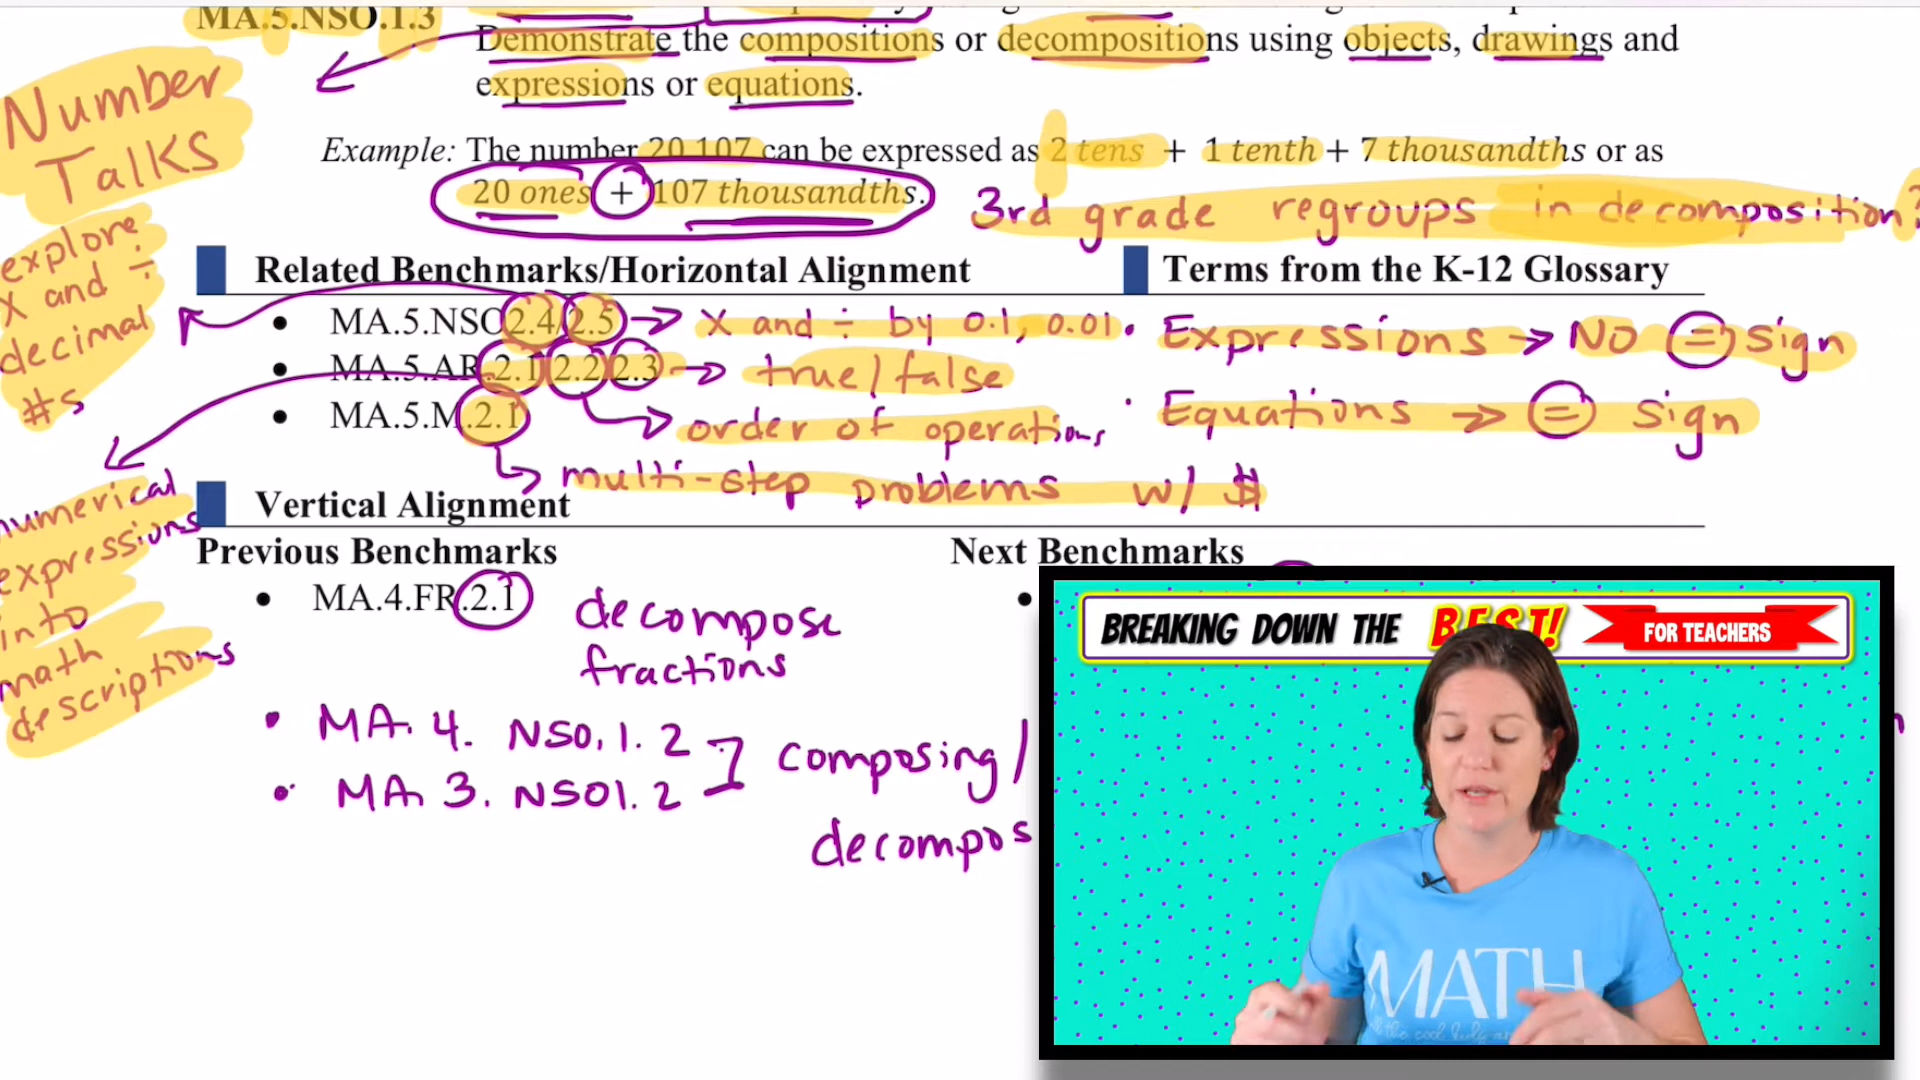 MA.5.NSO.1.3
Demonstrate the compositions or decompositions using objects, drawings and
expressions or equations.
Number
Talks
Example: The number 20.107 can be expressed as 2 tens + 1 tenth + 7 thousandths or as
20 ones + 107 thousandths.
3rd grade regroups in decomposition?
explore
x and ÷
decimal
#s
Related Benchmarks/Horizontal Alignment
Terms from the K-12 Glossary
• MA.5.NSO.2.4/2.5 → x and ÷ by 0.1, 0.01
• Expressions → NO = sign
• MA.5.AR.2.1/2.2/2.3 → true/false
• Equations → = sign
• MA.5.M.2.1
order of operations
multi-step problems w/ $
numerical
expressions
into
math
descriptions
Vertical Alignment
Previous Benchmarks
Next Benchmarks
• MA.4.FR.2.1
decompose
fractions
• MA. 4. NSO. 1. 2
• MA. 3. NSO1. 2
composing/
decompos
BREAKING DOWN THE B.E.S.T.!
FOR TEACHERS
MATH